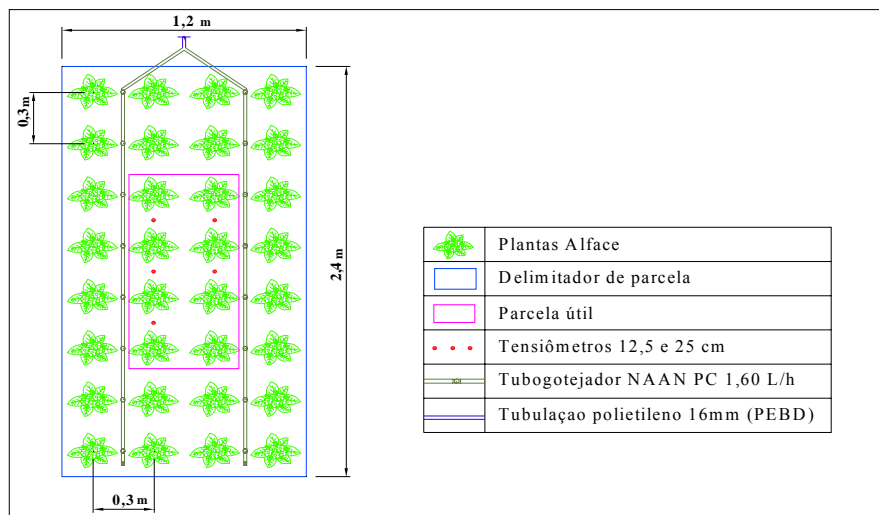 1,2 m
0,3m
2,4 m
0,3 m
Plantas Alface
Delimitador de parcela
Parcela útil
Tensiômetros 12,5 e 25 cm
Tubogotejador NAAN PC 1,60 L/h
Tubulaçao polietileno 16mm (PEBD)